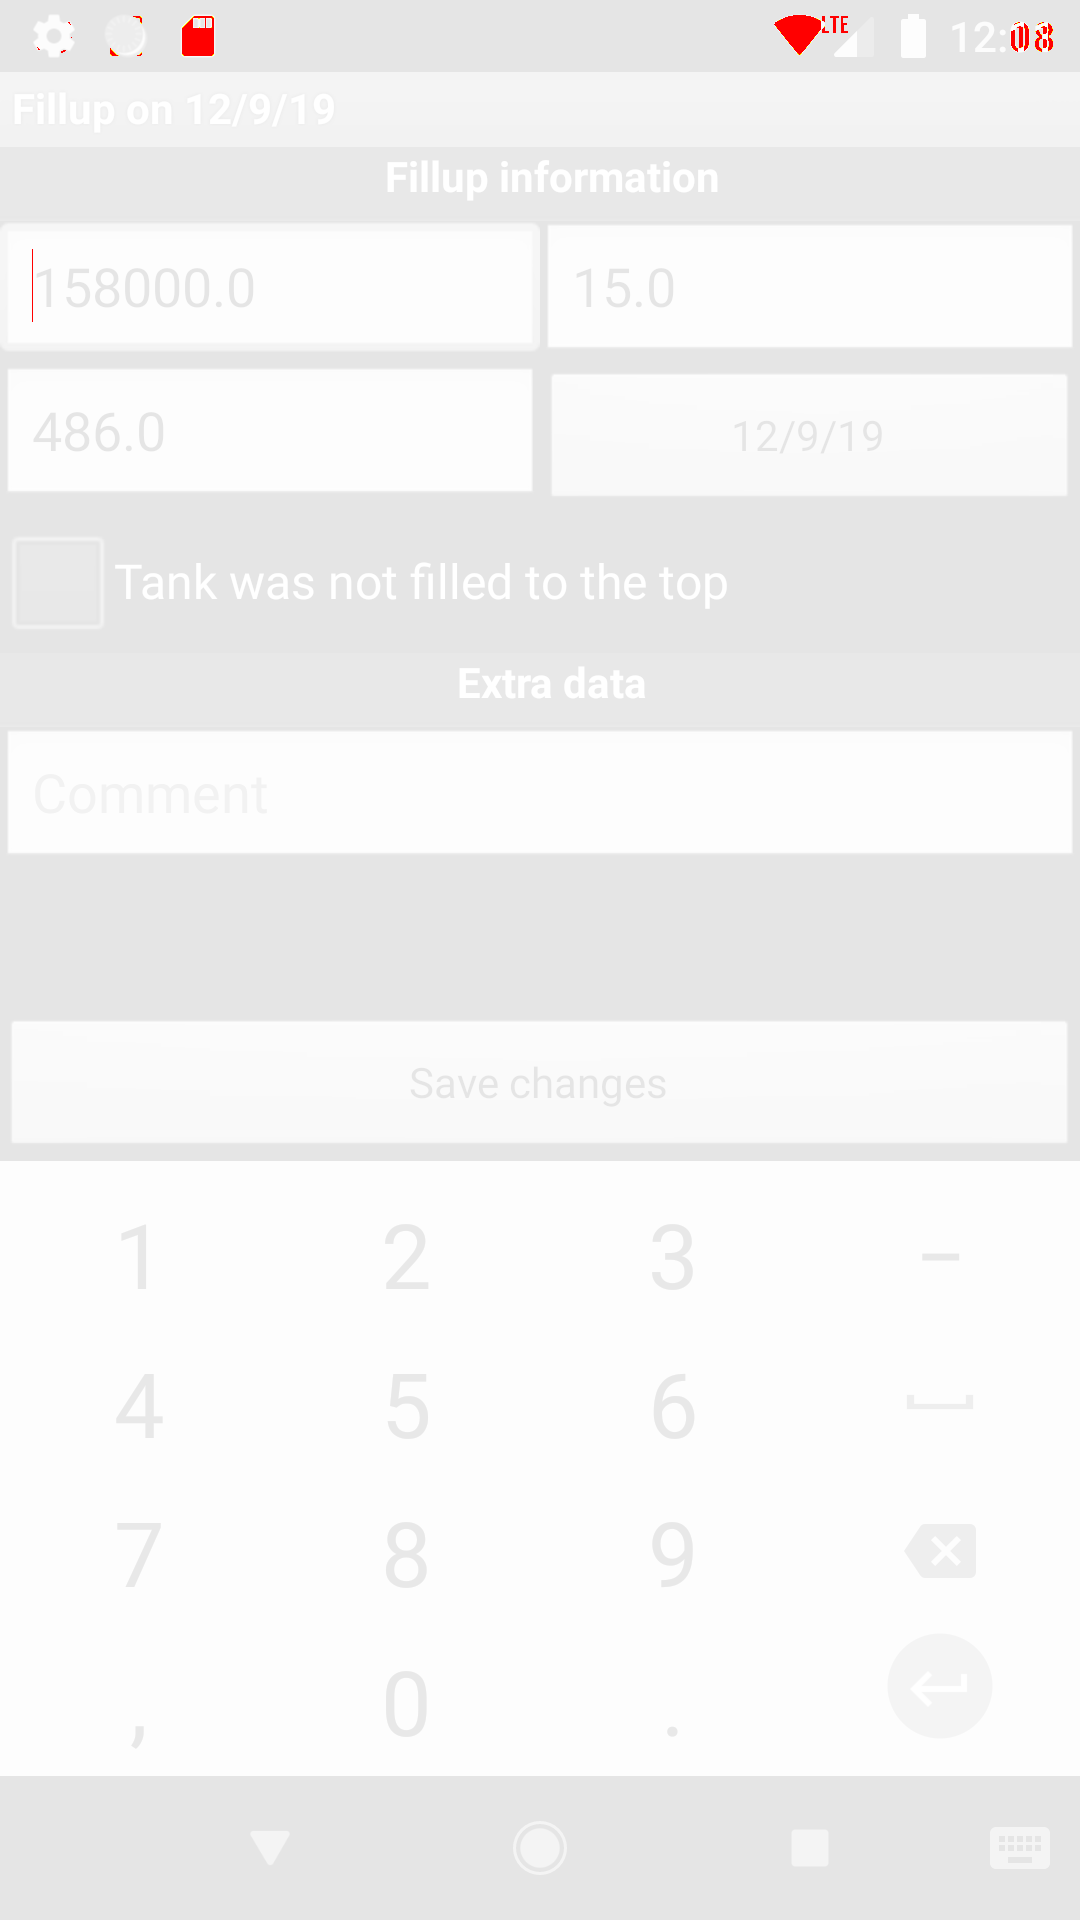 LTE 12:08
Fillup on 12/9/19
Fillup information
158000.0 15.0
486.0 12/9/19
Tank was not filled to the top
Extra data
Comment
Save changes
1 2 3 –
4 5 6
7 8 9
, 0 .